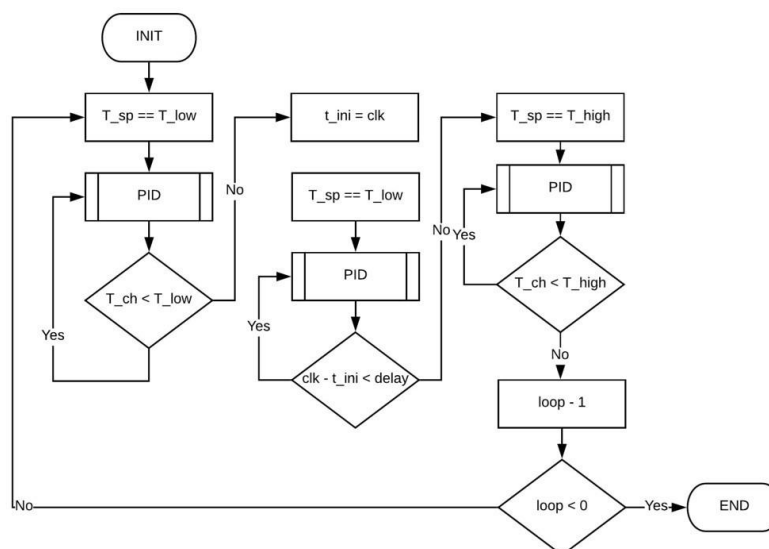 INIT
T_sp == T_low
PID
T_ch < T_low
Yes
No
t_ini = clk
T_sp == T_low
PID
clk - t_ini < delay
Yes
No
T_sp == T_high
PID
T_ch < T_high
Yes
No
loop - 1
loop < 0
No
Yes
END